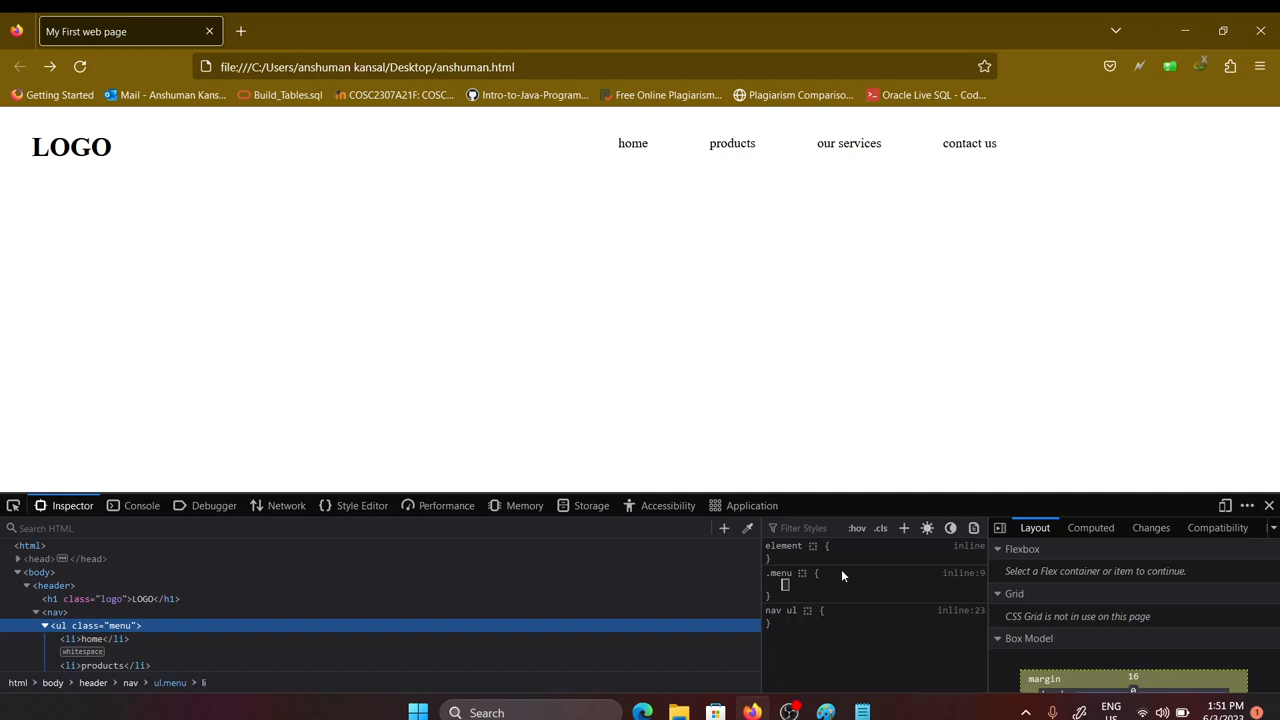 My First web page
file:///C:/Users/anshuman kansal/Desktop/anshuman.html
Getting Started Mail - Anshuman Kans... Build_Tables.sql COSC2307A21F: COSC... Intro-to-Java-Program... Free Online Plagiarism... Plagiarism Compariso... Oracle Live SQL - Cod...
LOGO home products our services contact us
Inspector Console Debugger Network Style Editor Performance Memory Storage Accessibility Application
Search HTML
Filter Styles :hov .cls
Layout Computed Changes Compatibility
<html>
<head> </head>
<body>
<header>
<h1 class="logo">LOGO</h1>
<nav>
<ul class="menu">
<li>home</li>
whitespace
<li>products</li>
html body header nav ul.menu li
element { inline
}
.menu { inline:9
}
nav ul { inline:23
}
Flexbox
Select a Flex container or item to continue.
Grid
CSS Grid is not in use on this page
Box Model
margin 16
0
Search
ENG
US
1:51 PM
6/3/2023
1